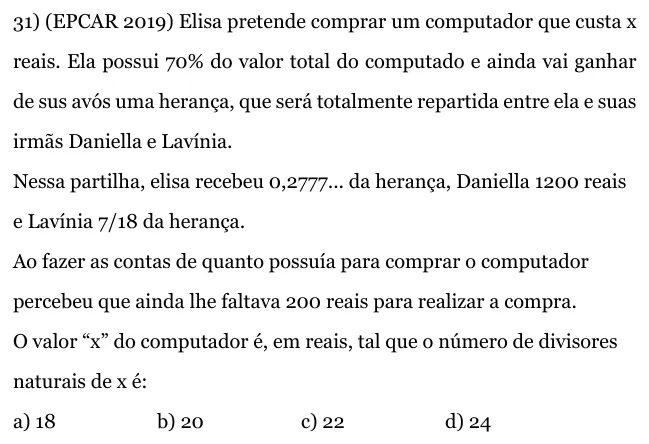 31) (EPCAR 2019) Elisa pretende comprar um computador que custa x
reais. Ela possui 70% do valor total do computado e ainda vai ganhar
de sus avós uma herança, que será totalmente repartida entre ela e suas
irmãs Daniella e Lavínia.
Nessa partilha, elisa recebeu 0,2777... da herança, Daniella 1200 reais
e Lavínia 7/18 da herança.
Ao fazer as contas de quanto possuía para comprar o computador
percebeu que ainda lhe faltava 200 reais para realizar a compra.
O valor “x” do computador é, em reais, tal que o número de divisores
naturais de x é:
a) 18 b) 20 c) 22 d) 24